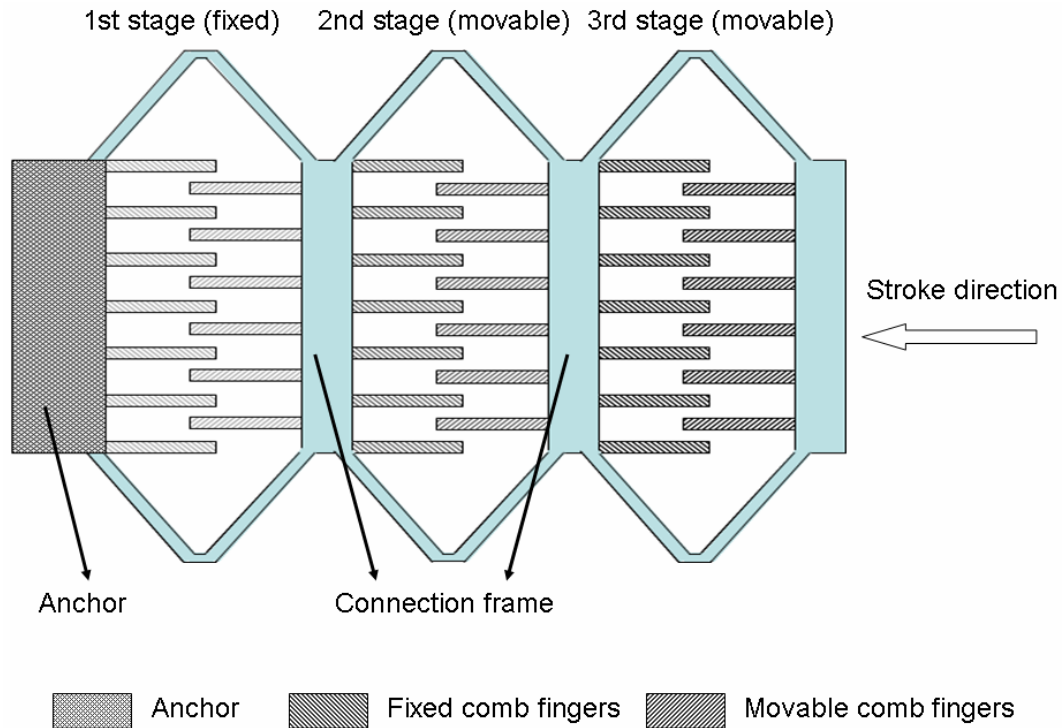 1st stage (fixed) 2nd stage (movable) 3rd stage (movable)
Stroke direction
Anchor Connection frame
Anchor Fixed comb fingers Movable comb fingers